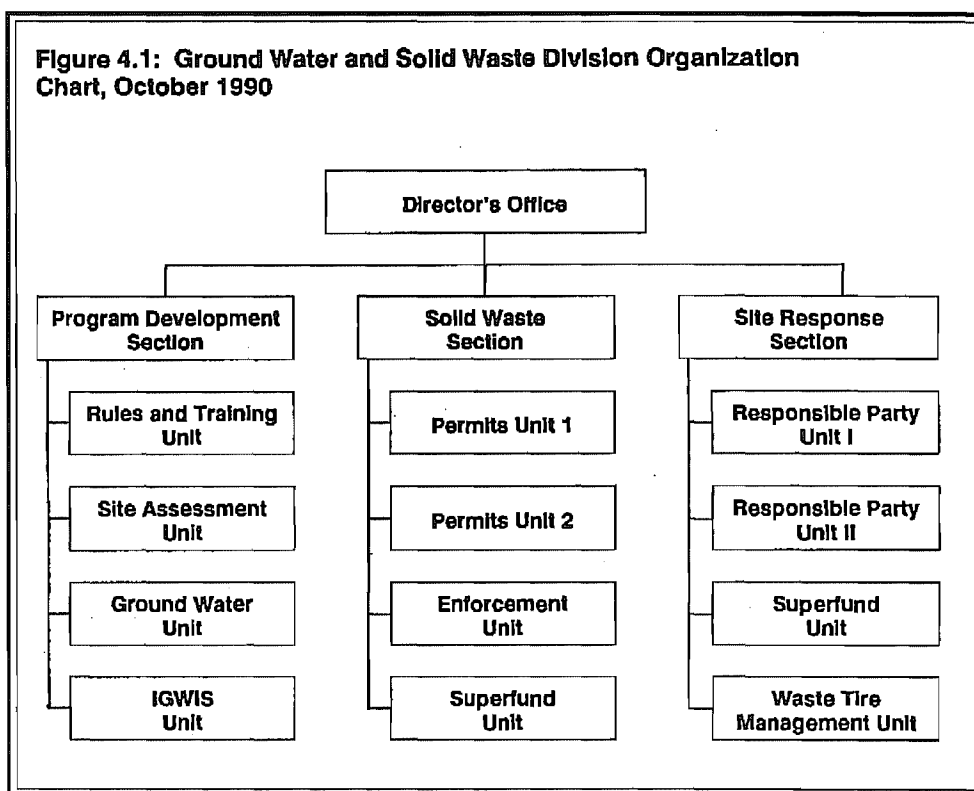 Figure 4.1: Ground Water and Solid Waste Division Organization
Chart, October 1990
Director's Office
Program Development
Section
Rules and Training
Unit
Site Assessment
Unit
Ground Water
Unit
IGWIS
Unit
Solid Waste
Section
Permits Unit 1
Permits Unit 2
Enforcement
Unit
Superfund
Unit
Site Response
Section
Responsible Party
Unit I
Responsible Party
Unit II
Superfund
Unit
Waste Tire
Management Unit